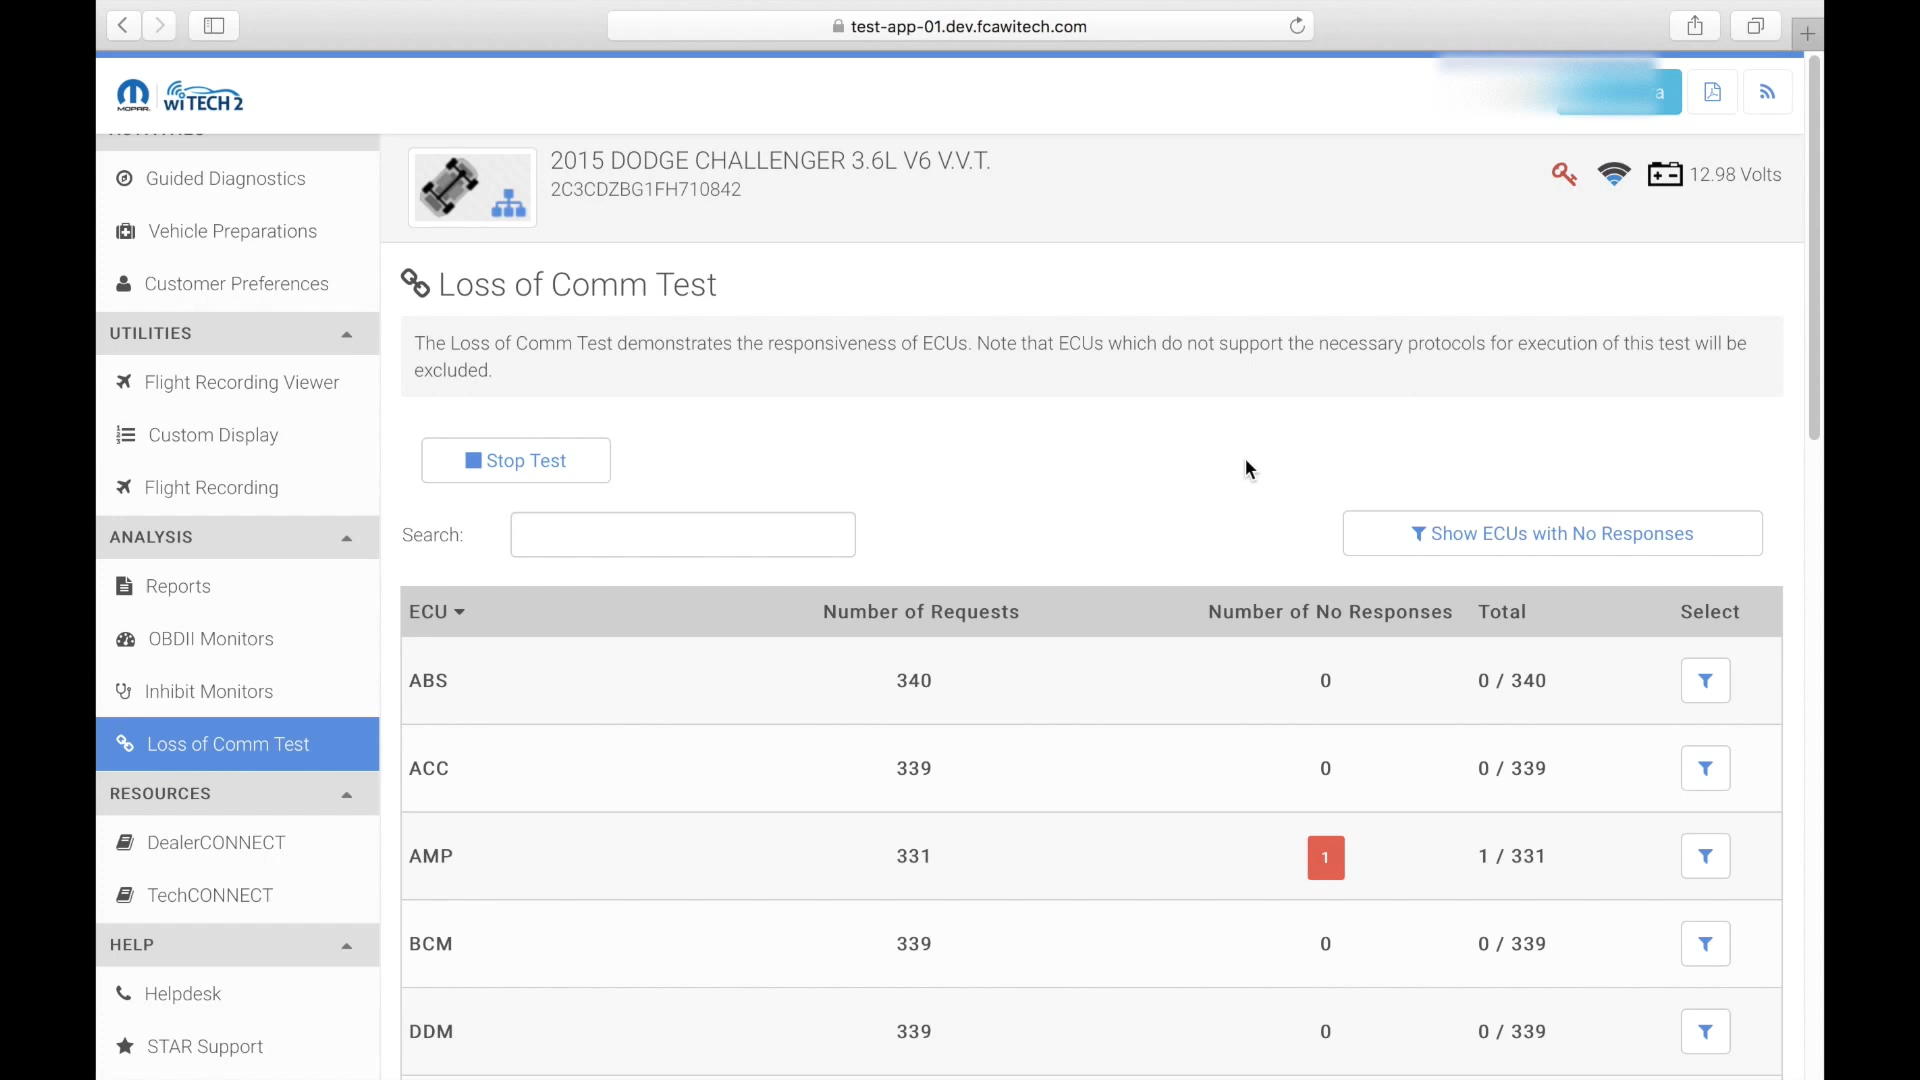 test-app-01.dev.fcawitech.com
MOPAR wiTECH 2
a
Guided Diagnostics
Vehicle Preparations
Customer Preferences
UTILITIES
Flight Recording Viewer
Custom Display
Flight Recording
ANALYSIS
Reports
OBDII Monitors
Inhibit Monitors
Loss of Comm Test
RESOURCES
DealerCONNECT
TechCONNECT
HELP
Helpdesk
STAR Support
2015 DODGE CHALLENGER 3.6L V6 V.V.T.
2C3CDZBG1FH710842
12.98 Volts
Loss of Comm Test
The Loss of Comm Test demonstrates the responsiveness of ECUs. Note that ECUs which do not support the necessary protocols for execution of this test will be
excluded.
Stop Test
Search:
Show ECUs with No Responses
ECU Number of Requests Number of No Responses Total Select
ABS 340 0 0 / 340
ACC 339 0 0 / 339
AMP 331 1 1 / 331
BCM 339 0 0 / 339
DDM 339 0 0 / 339